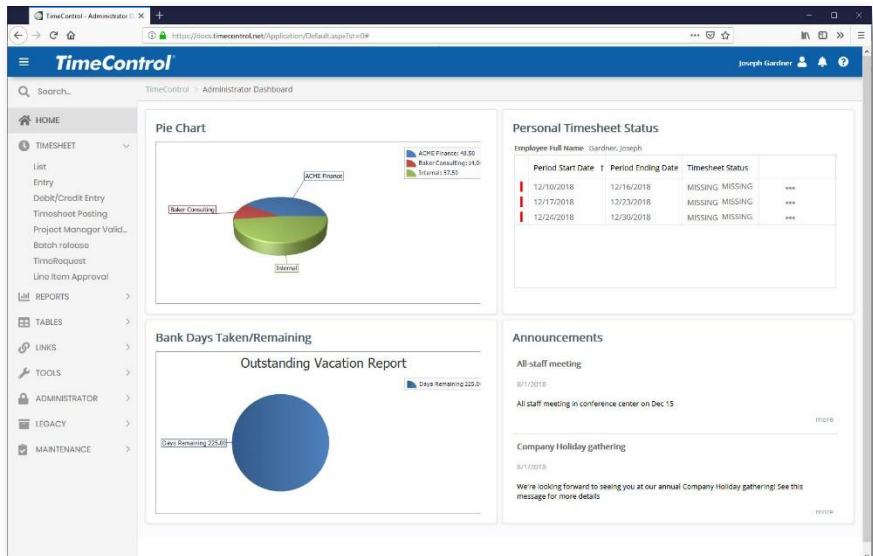 TimeControl - Administrator D
https://docs.timecontrol.net/Application/Default.aspx?st=0#
TimeControl
Joseph Gardner
Search...
TimeControl > Administrator Dashboard
HOME
TIMESHEET
List
Entry
Debit/Credit Entry
Timesheet Posting
Project Manager Valid...
Batch release
TimeRequest
Line Item Approval
REPORTS
TABLES
LINKS
TOOLS
ADMINISTRATOR
LEGACY
MAINTENANCE
Pie Chart
ACME Finance: 48.50
Baker Consulting: 14.0
Internal: 57.50
ACME Finance
Baker Consulting
Internal
Personal Timesheet Status
Employee Full Name Gardner, Joseph
Period Start Date ↑ Period Ending Date Timesheet Status
12/10/2018 12/16/2018 MISSING MISSING
12/17/2018 12/23/2018 MISSING MISSING
12/24/2018 12/30/2018 MISSING MISSING
Bank Days Taken/Remaining
Outstanding Vacation Report
Days Remaining 225.0
Days Remaining 225.00
Announcements
All-staff meeting
8/1/2018
All staff meeting in conference center on Dec 15
more
Company Holiday gathering
8/1/2018
We're looking forward to seeing you at our annual Company Holiday gathering! See this
message for more details
more